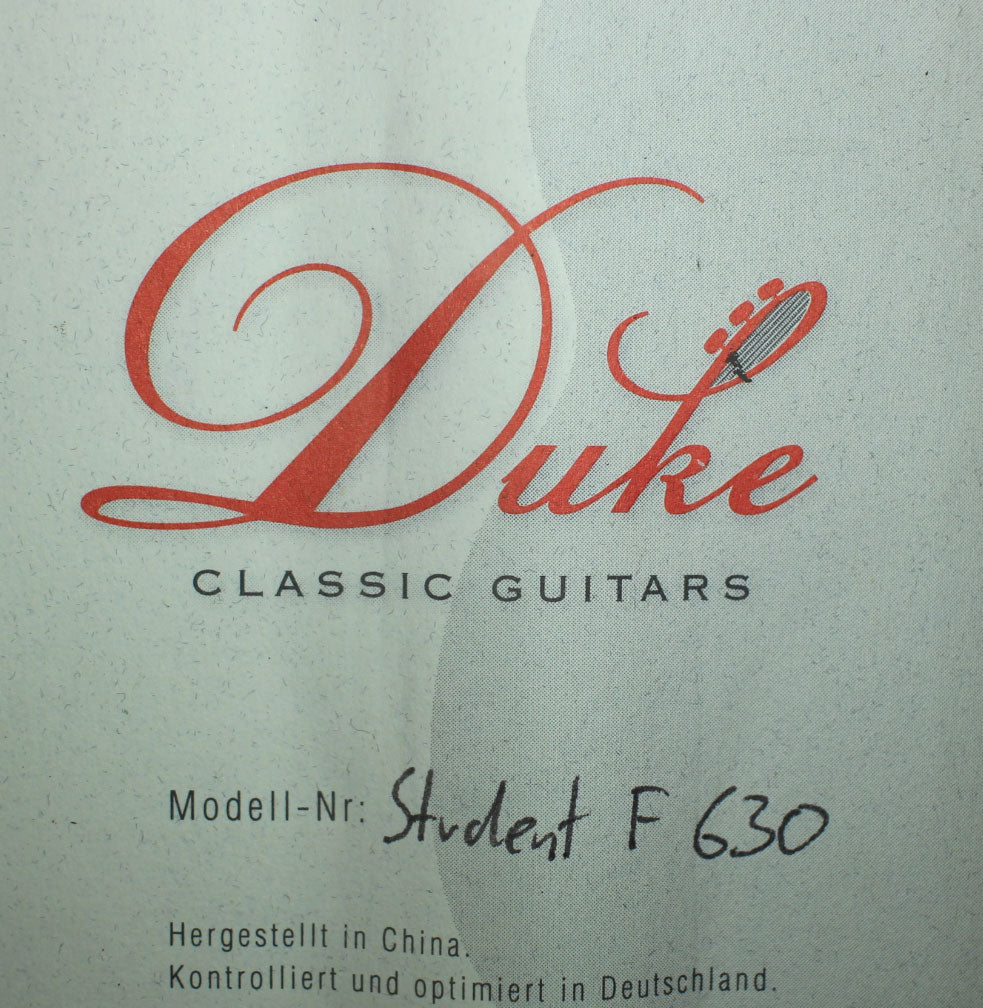 Duke
CLASSIC GUITARS
Modell-Nr: Student F 630
Hergestellt in China.
Kontrolliert und optimiert in Deutschland.